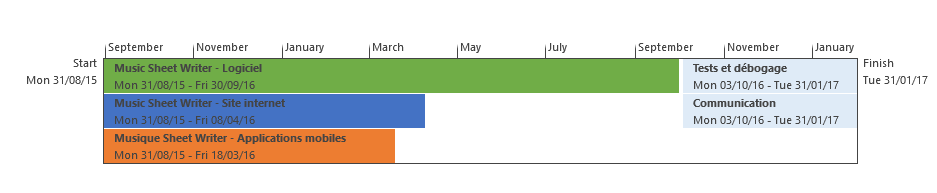 September November January March May July September November January
Start
Mon 31/08/15
Finish
Tue 31/01/17
Music Sheet Writer - Logiciel
Mon 31/08/15 - Fri 30/09/16
Tests et débogage
Mon 03/10/16 - Tue 31/01/17
Music Sheet Writer - Site internet
Mon 31/08/15 - Fri 08/04/16
Communication
Mon 03/10/16 - Tue 31/01/17
Musique Sheet Writer - Applications mobiles
Mon 31/08/15 - Fri 18/03/16